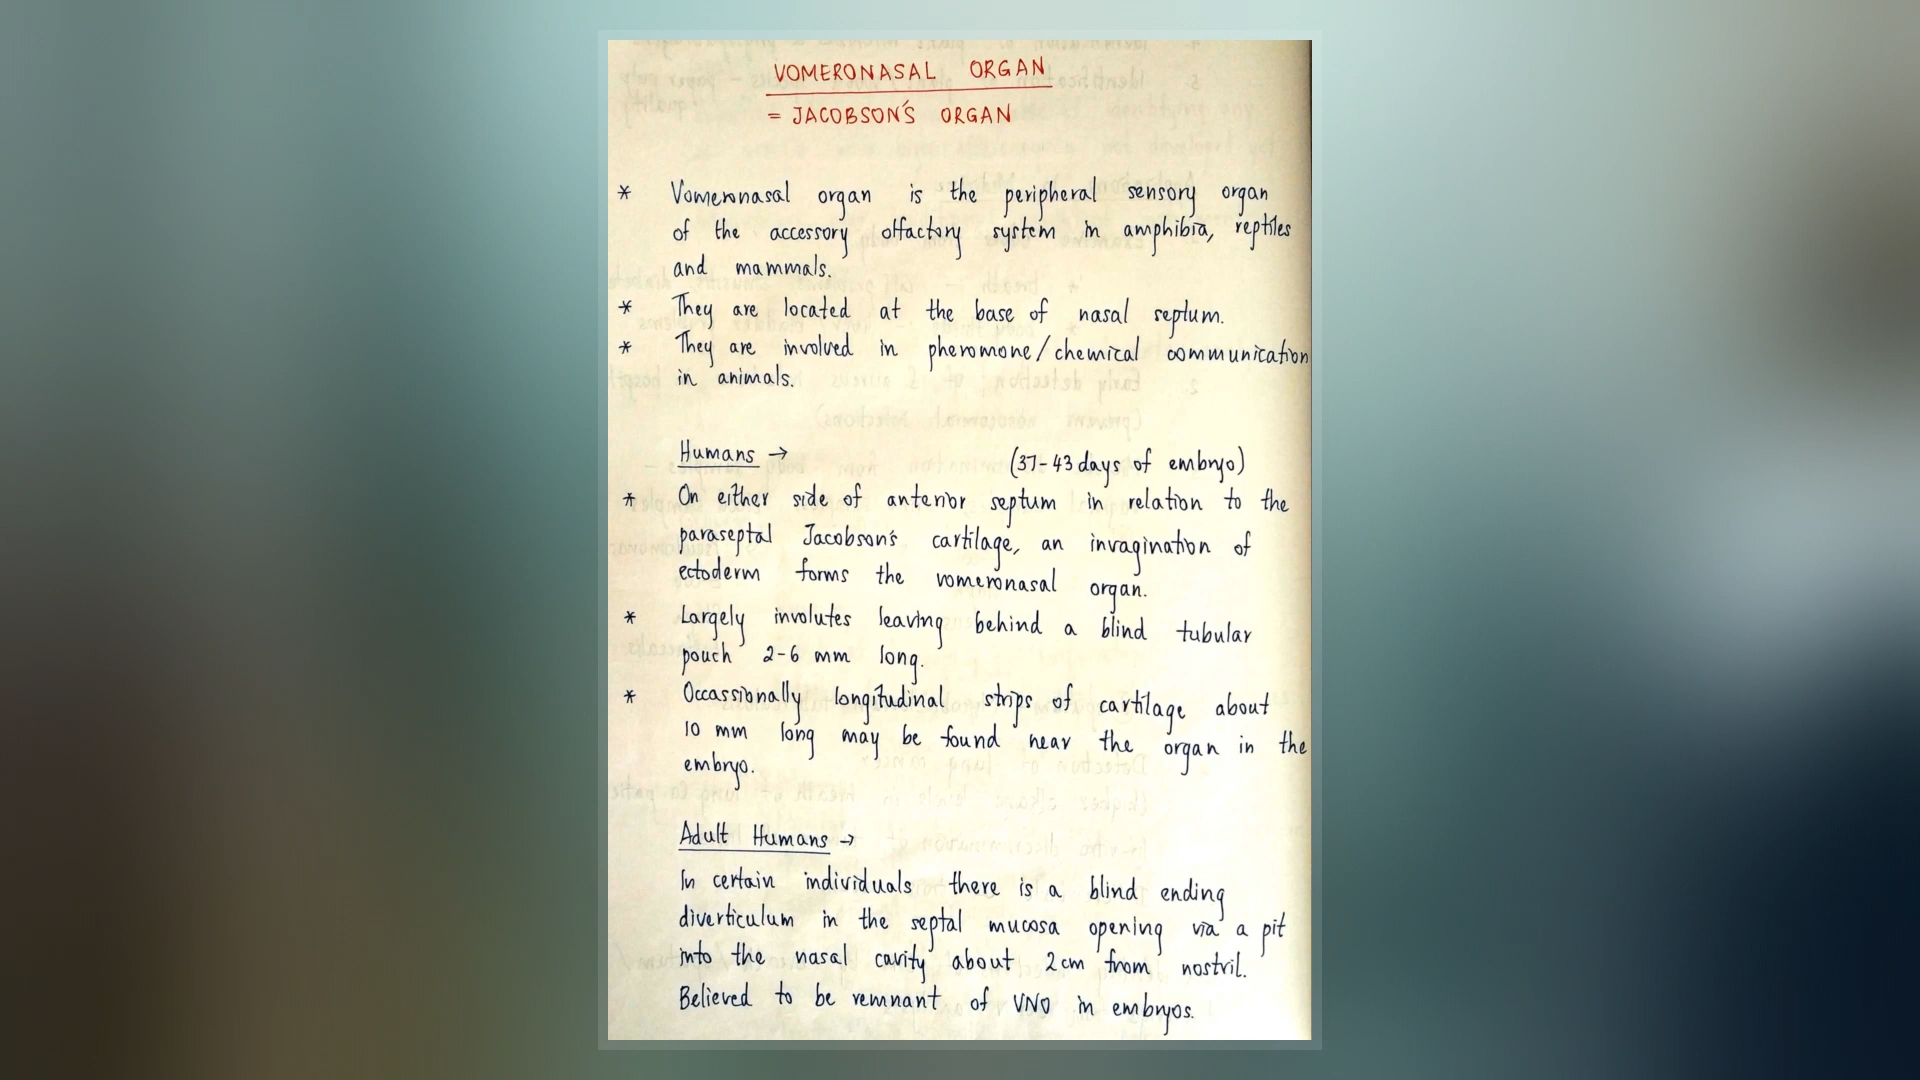 VOMERONASAL ORGAN
= JACOBSON'S ORGAN
* Vomeronasal organ is the peripheral sensory organ
of the accessory olfactory system in amphibia, reptiles
and mammals.
* They are located at the base of nasal septum.
* They are involved in pheromone/chemical communication
in animals.
Humans → (37-43 days of embryo)
* On either side of anterior septum in relation to the
paraseptal Jacobson's cartilage, an invagination of
ectoderm forms the vomeronasal organ.
* Largely involutes leaving behind a blind tubular
pouch 2-6 mm long.
* Occassionally longitudinal strips of cartilage about
10 mm long may be found near the organ in the
embryo.
Adult Humans →
In certain individuals there is a blind ending
diverticulum in the septal mucosa opening via a pit
into the nasal cavity about 2cm from nostril.
Believed to be remnant of VNO in embryos.